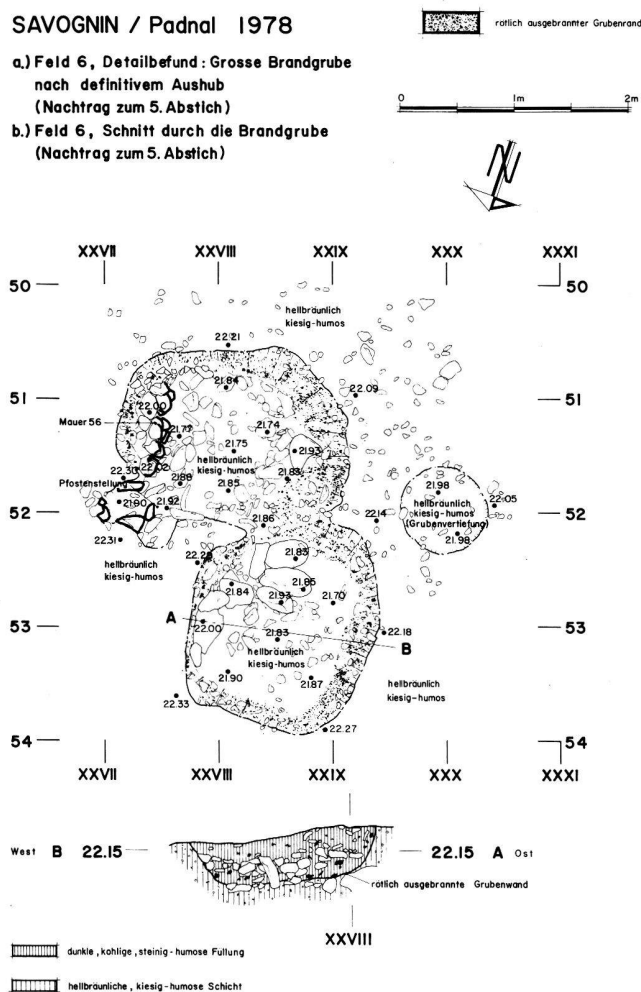 SAVOGNIN / Padnal 1978
rötlich ausgebrannter Grubenrand
a.) Feld 6, Detailbefund : Grosse Brandgrube
nach definitivem Aushub
(Nachtrag zum 5. Abstich)
b.) Feld 6, Schnitt durch die Brandgrube
(Nachtrag zum 5. Abstich)
0 1m 2m
N
XXVII XXVIII XXIX XXX XXXI
50 50
hellbräunlich
kiesig-humos
22.21
21.84
22.09
51 51
22.00
Mauer 56
21.77
21.74
21.75
21.93
hellbräunlich
kiesig-humos
22.30
22.02
21.88
21.83
Pfostenstellung
21.85
21.98
21.90
21.92
22.05
hellbräunlich
kiesig-humos
(Grubenvertiefung)
52 52
22.14
21.86
22.31
21.98
hellbräunlich
kiesig-humos
21.83
21.84
21.85
21.93
21.70
A
22.00
53 53
21.83
22.18
B
hellbräunlich
kiesig-humos
21.90
21.87
hellbräunlich
kiesig-humos
22.33
22.27
54 54
XXVII XXVIII XXIX XXX XXXI
West B 22.15 22.15 A Ost
rötlich ausgebrannte Grubenwand
XXVIII
dunkle, kohlige, steinig-humose Füllung
hellbräunliche, kiesig-humose Schicht